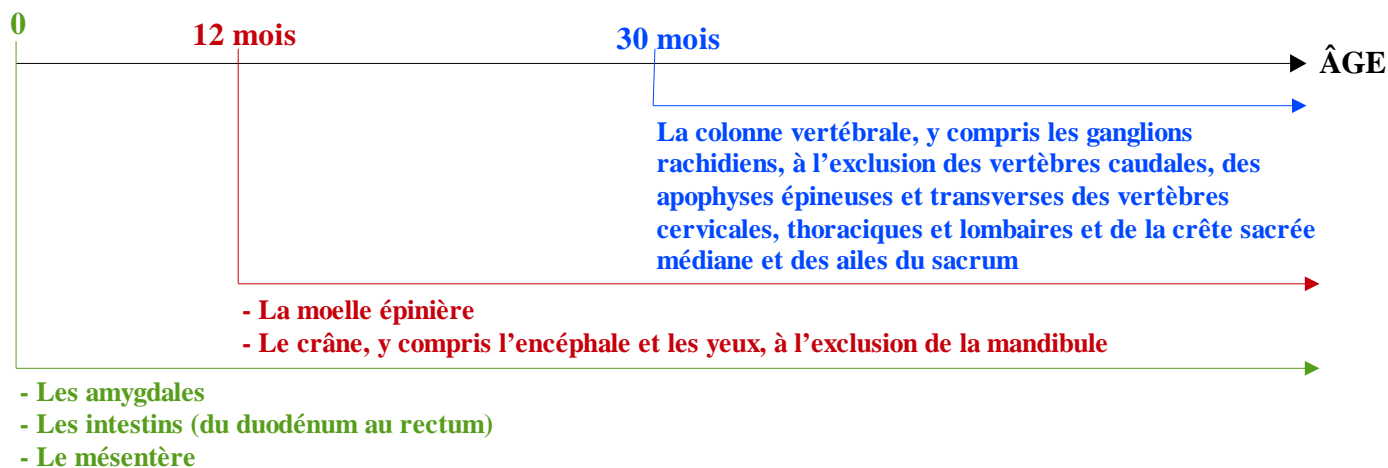 0
12 mois
30 mois
ÂGE
La colonne vertébrale, y compris les ganglions
rachidiens, à l’exclusion des vertèbres caudales, des
apophyses épineuses et transverses des vertèbres
cervicales, thoraciques et lombaires et de la crête sacrée
médiane et des ailes du sacrum
- La moelle épinière
- Le crâne, y compris l’encéphale et les yeux, à l’exclusion de la mandibule
- Les amygdales
- Les intestins (du duodénum au rectum)
- Le mésentère